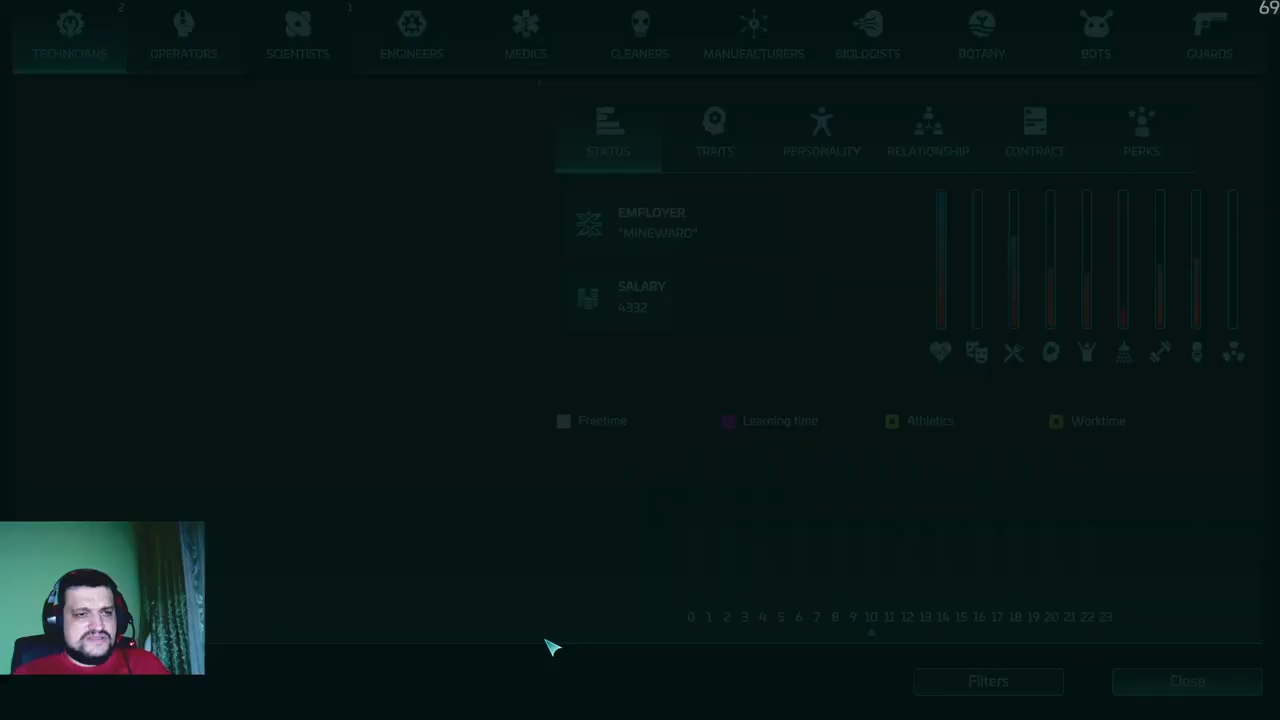 2 1 69
TECHNICIANS OPERATORS SCIENTISTS ENGINEERS MEDICS CLEANERS MANUFACTURERS BIOLOGISTS BOTANY BOTS GUARDS
STATUS TRAITS PERSONALITY RELATIONSHIP CONTRACT PERKS
EMPLOYER
"MINEWARD"
SALARY
4332
Freetime Learning time Athletics Worktime
0 1 2 3 4 5 6 7 8 9 10 11 12 13 14 15 16 17 18 19 20 21 22 23
Filters Close